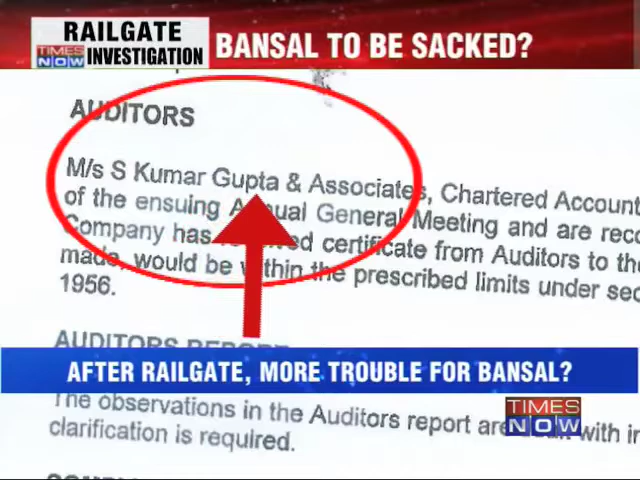 RAILGATE
INVESTIGATION
TIMES
NOW
BANSAL TO BE SACKED?
AUDITORS
M/s S Kumar Gupta & Associates, Chartered Account
of the ensuing Annual General Meeting and are reco
Company has certificate from Auditors to the
made, would be within the prescribed limits under sec
1956.
AUDITORS REPORT
AFTER RAILGATE, MORE TROUBLE FOR BANSAL?
The observations in the Auditors report are with in
clarification is required.
TIMES
NOW